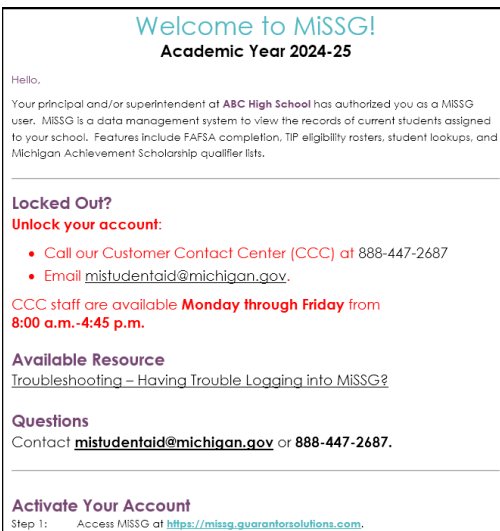 Welcome to MiSSG!
Academic Year 2024-25
Hello,
Your principal and/or superintendent at ABC High School has authorized you as a MiSSG
user. MiSSG is a data management system to view the records of current students assigned
to your school. Features include FAFSA completion, TIP eligibility rosters, student lookups, and
Michigan Achievement Scholarship qualifier lists.
Locked Out?
Unlock your account:
• Call our Customer Contact Center (CCC) at 888-447-2687
• Email mistudentaid@michigan.gov.
CCC staff are available Monday through Friday from
8:00 a.m.-4:45 p.m.
Available Resource
Troubleshooting – Having Trouble Logging into MiSSG?
Questions
Contact mistudentaid@michigan.gov or 888-447-2687.
Activate Your Account
Step 1: Access MiSSG at https://missg.guarantorsolutions.com.